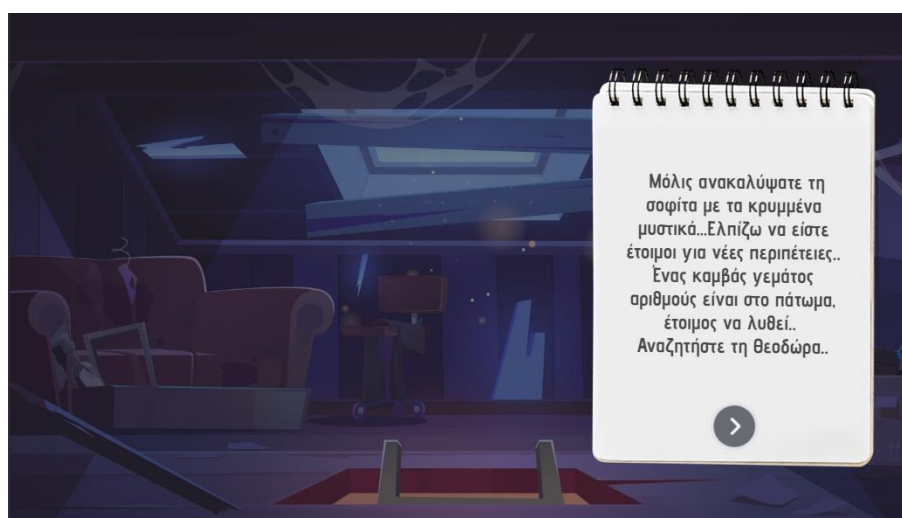 Μόλις ανακαλύψατε τη
σοφίτα με τα κρυμμένα
μυστικά...Ελπίζω να είστε
έτοιμοι για νέες περιπέτειες..
Ένας καμβάς γεμάτος
αριθμούς είναι στο πάτωμα,
έτοιμος να λυθεί..
Αναζητήστε τη Θεοδώρα..